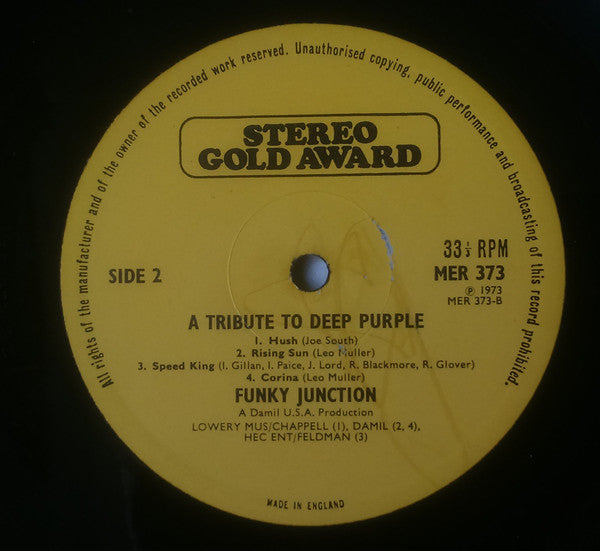 All rights of the manufacturer and of the owner of the recorded work reserved. Unauthorised copying, public performance and broadcasting of this record prohibited.
STEREO
GOLD AWARD
SIDE 2
33 1/3 RPM
MER 373
℗ 1973
MER 373-B
A TRIBUTE TO DEEP PURPLE
1. Hush (Joe South)
2. Rising Sun (Leo Muller)
3. Speed King (I. Gillan, I. Paice, J. Lord, R. Blackmore, R. Glover)
4. Corina (Leo Muller)
FUNKY JUNCTION
A Damil U.S.A. Production
LOWERY MUS/CHAPPELL (1), DAMIL (2, 4),
HEC ENT/FELDMAN (3)
MADE IN ENGLAND